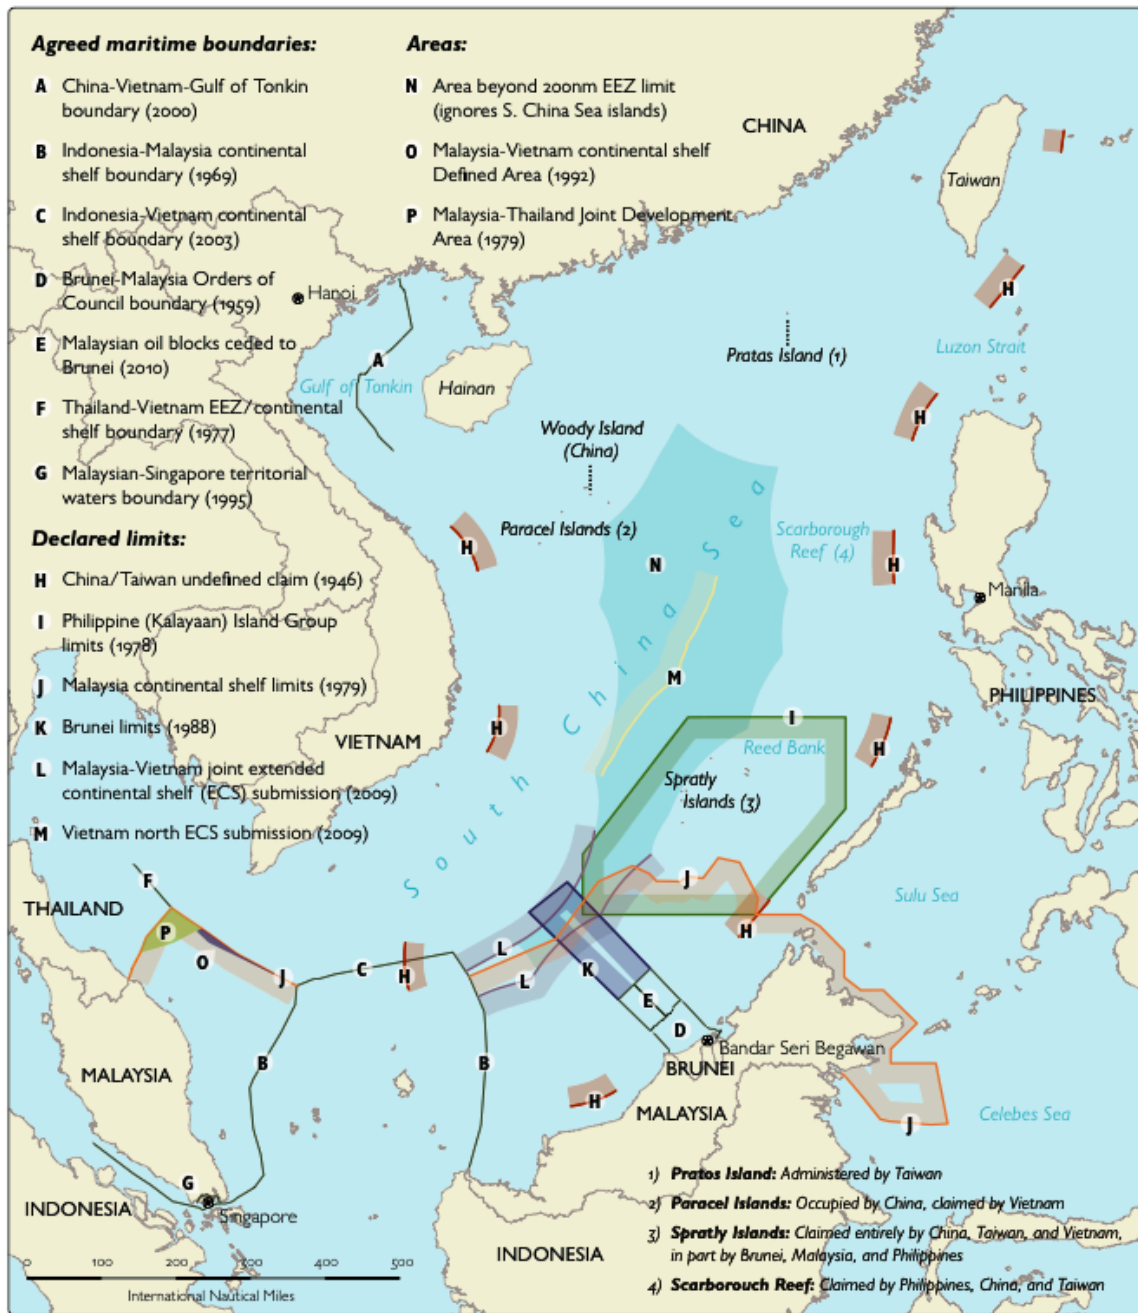 Agreed maritime boundaries:
A China-Vietnam-Gulf of Tonkin
boundary (2000)
B Indonesia-Malaysia continental
shelf boundary (1969)
C Indonesia-Vietnam continental
shelf boundary (2003)
D Brunei-Malaysia Orders of
Council boundary (1959)
E Malaysian oil blocks ceded to
Brunei (2010)
F Thailand-Vietnam EEZ/continental
shelf boundary (1977)
G Malaysian-Singapore territorial
waters boundary (1995)
Declared limits:
H China/Taiwan undefined claim (1946)
I Philippine (Kalayaan) Island Group
limits (1978)
J Malaysia continental shelf limits (1979)
K Brunei limits (1988)
L Malaysia-Vietnam joint extended
continental shelf (ECS) submission (2009)
M Vietnam north ECS submission (2009)
Areas:
N Area beyond 200nm EEZ limit
(ignores S. China Sea islands)
O Malaysia-Vietnam continental shelf
Defined Area (1992)
P Malaysia-Thailand Joint Development
Area (1979)
CHINA
Taiwan
Hanoi
H
Pratas Island (1)
Luzon Strait
A
Gulf of Tonkin
Hainan
H
Woody Island
(China)
Paracel Islands (2)
Scarborough
Reef (4)
H
N
H
Manila
South China Sea
M
PHILIPPINES
I
H
VIETNAM
Reed Bank
H
Spratly
Islands (3)
F
J
Sulu Sea
THAILAND
P
H
O
L
C
J
H
L
K
E
D
Bandar Seri Begawan
B
B
BRUNEI
MALAYSIA
H
MALAYSIA
Celebes Sea
J
G
INDONESIA
Singapore
INDONESIA
0 100 200 300 400 500
International Nautical Miles
1) Pratos Island: Administered by Taiwan
2) Paracel Islands: Occupied by China, claimed by Vietnam
3) Spratly Islands: Claimed entirely by China, Taiwan, and Vietnam,
in part by Brunei, Malaysia, and Philippines
4) Scarborouch Reef: Claimed by Philippines, China, and Taiwan